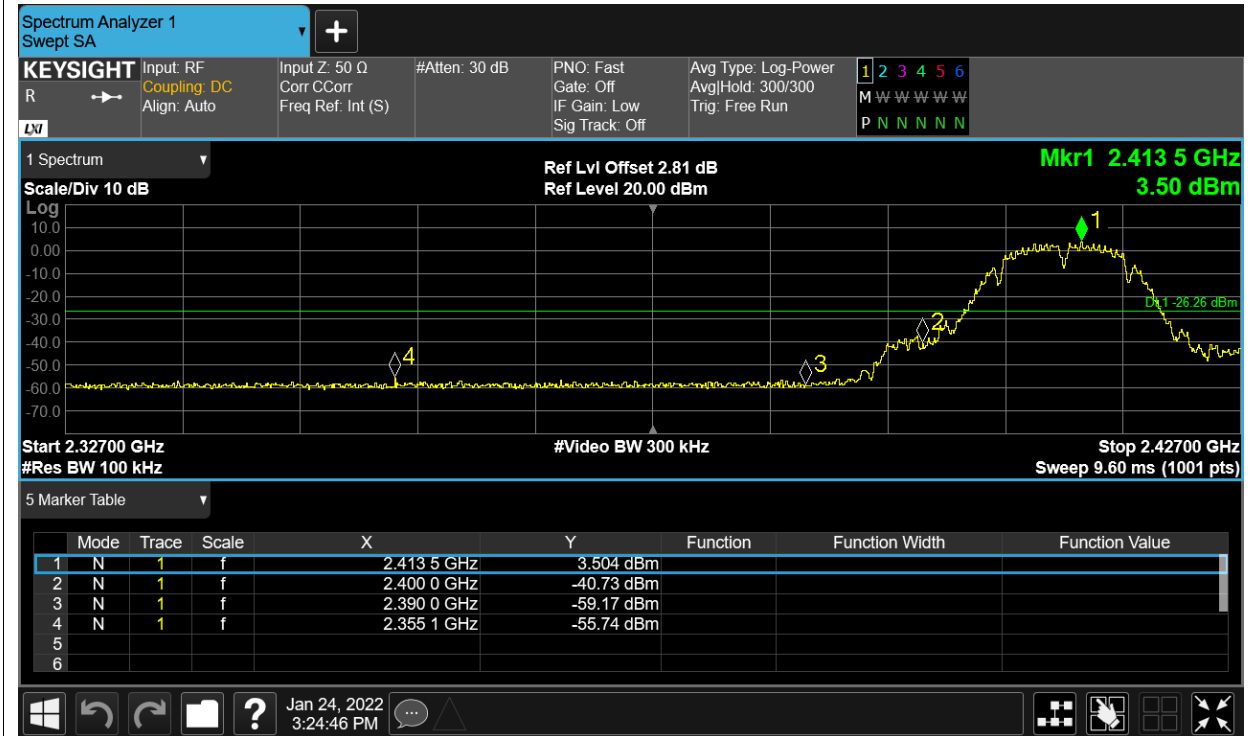 Spectrum Analyzer 1
Swept SA
+
KEYSIGHT Input: RF Input Z: 50 Ω #Atten: 30 dB PNO: Fast Avg Type: Log-Power 1 2 3 4 5 6
R Coupling: DC Corr CCorr Gate: Off Avg|Hold: 300/300 M W W W W W W
Align: Auto Freq Ref: Int (S) IF Gain: Low Trig: Free Run
LXI Sig Track: Off P N N N N N N
1 Spectrum
Ref Lvl Offset 2.81 dB Mkr1 2.413 5 GHz
Scale/Div 10 dB Ref Level 20.00 dBm 3.50 dBm
Log
10.0
0.00
-10.0
-20.0
-30.0
-40.0
-50.0
-60.0
-70.0
1
DL1 -26.26 dBm
2
4
3
Start 2.32700 GHz #Video BW 300 kHz Stop 2.42700 GHz
#Res BW 100 kHz Sweep 9.60 ms (1001 pts)
5 Marker Table
Mode Trace Scale X Y Function Function Width Function Value
1 N 1 f 2.413 5 GHz 3.504 dBm
2 N 1 f 2.400 0 GHz -40.73 dBm
3 N 1 f 2.390 0 GHz -59.17 dBm
4 N 1 f 2.355 1 GHz -55.74 dBm
5
6
? Jan 24, 2022
3:24:46 PM